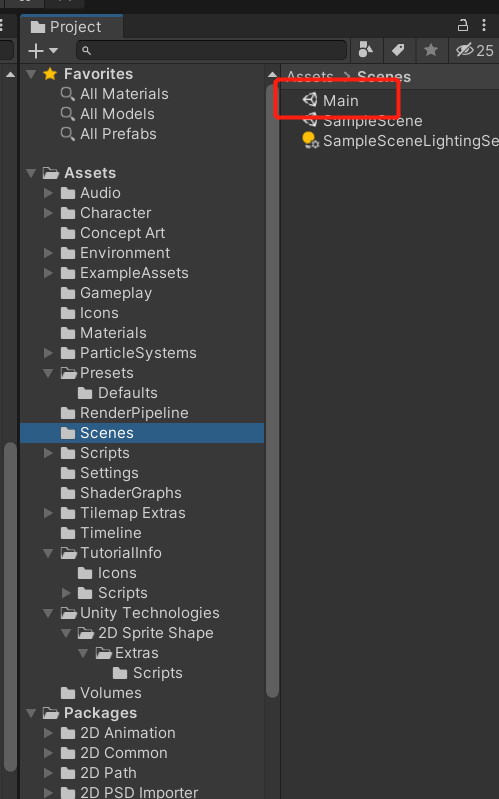 Project
25
Favorites
All Materials
All Models
All Prefabs
Assets
Audio
Character
Concept Art
Environment
ExampleAssets
Gameplay
Icons
Materials
ParticleSystems
Presets
Defaults
RenderPipeline
Scenes
Scripts
Settings
ShaderGraphs
Tilemap Extras
Timeline
TutorialInfo
Icons
Scripts
Unity Technologies
2D Sprite Shape
Extras
Scripts
Volumes
Packages
2D Animation
2D Common
2D Path
2D PSD Importer
Assets > Scenes
Main
SampleScene
SampleSceneLightingSe